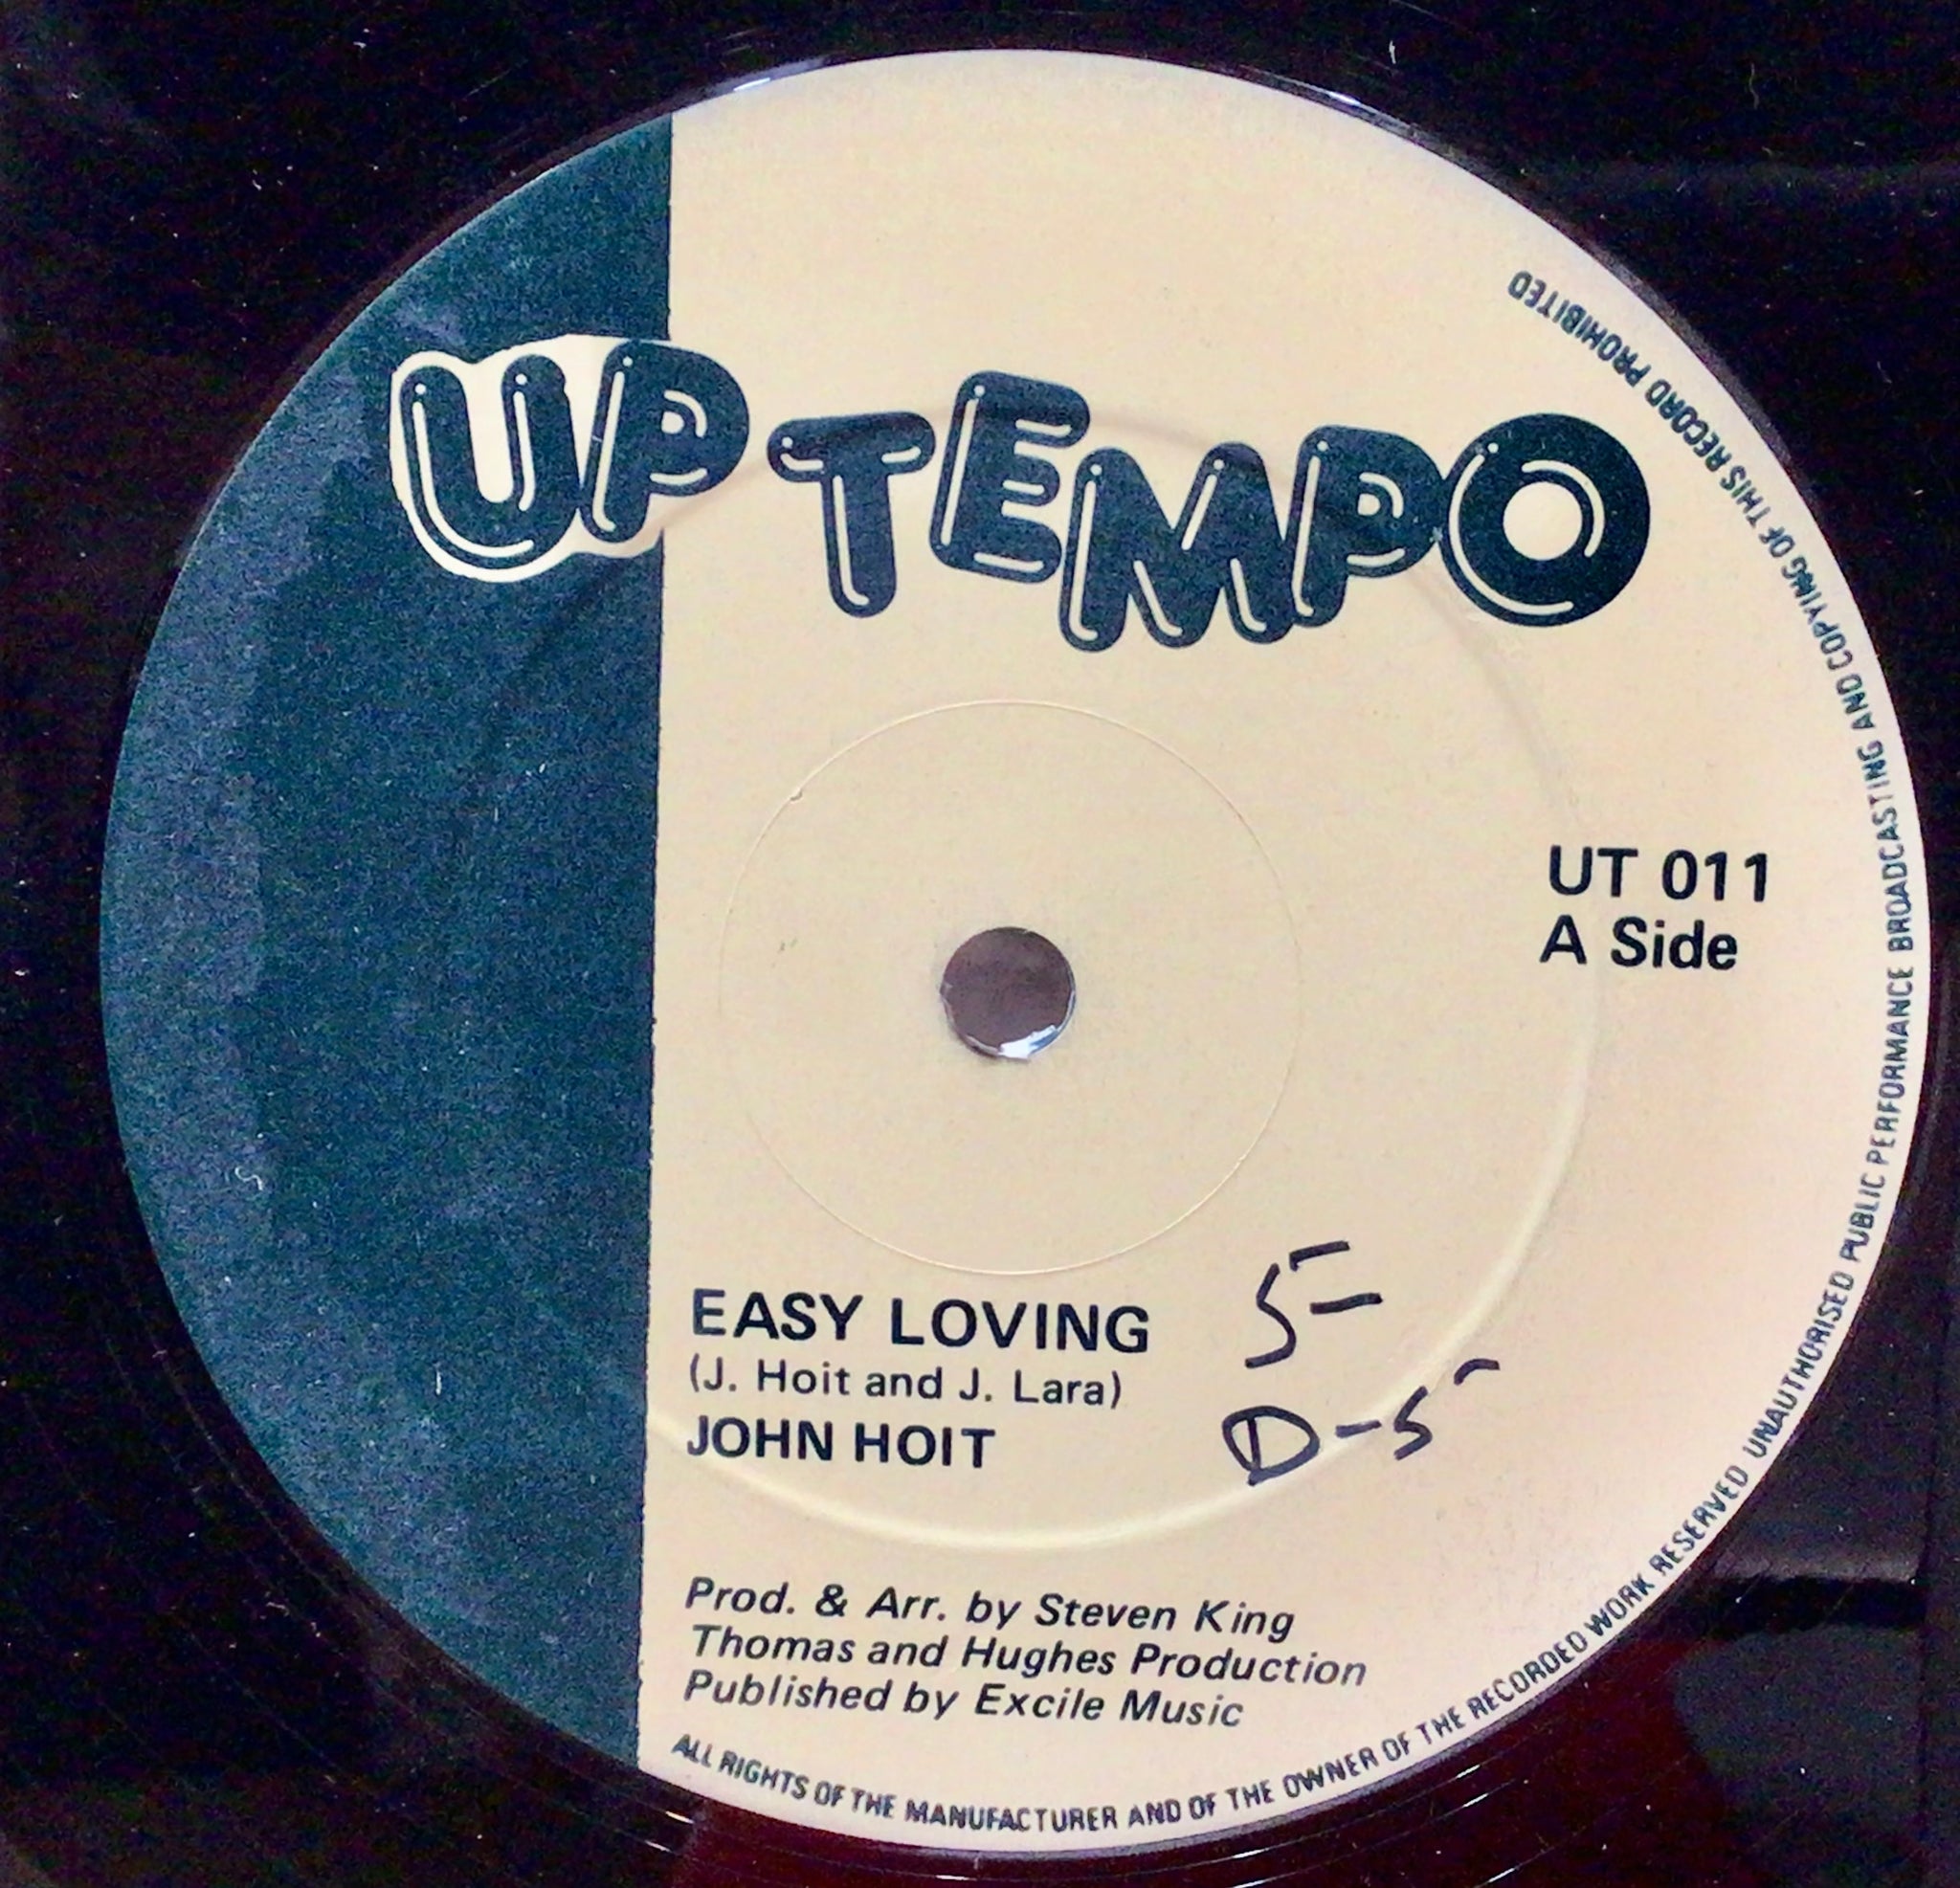 UP TEMPO
UT 011
A Side
EASY LOVING
(J. Hoit and J. Lara)
JOHN HOIT
5-
D-5
Prod. & Arr. by Steven King
Thomas and Hughes Production
Published by Excile Music
ALL RIGHTS OF THE MANUFACTURER AND OF THE OWNER OF THE RECORDED WORK RESERVED UNAUTHORISED PUBLIC PERFORMANCE BROADCASTING AND COPYING OF THIS RECORD PROHIBITED